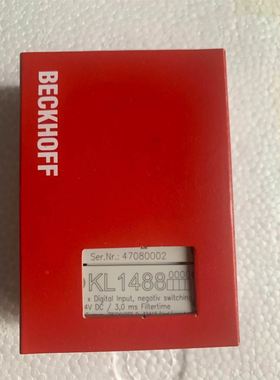 BECKHOFF
Ser.Nr.: 47080002
KL1488
x Digital Input, negativ switching
4V DC / 3,0 ms Filtertime